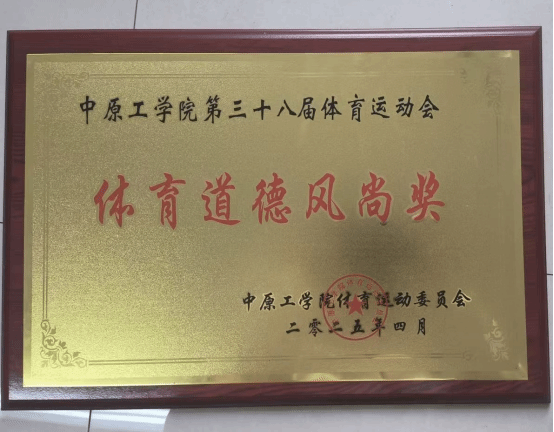 中原工学院第三十八届体育运动会
体育道德风尚奖
中原工学院体育运动委员会
二零二五年四月